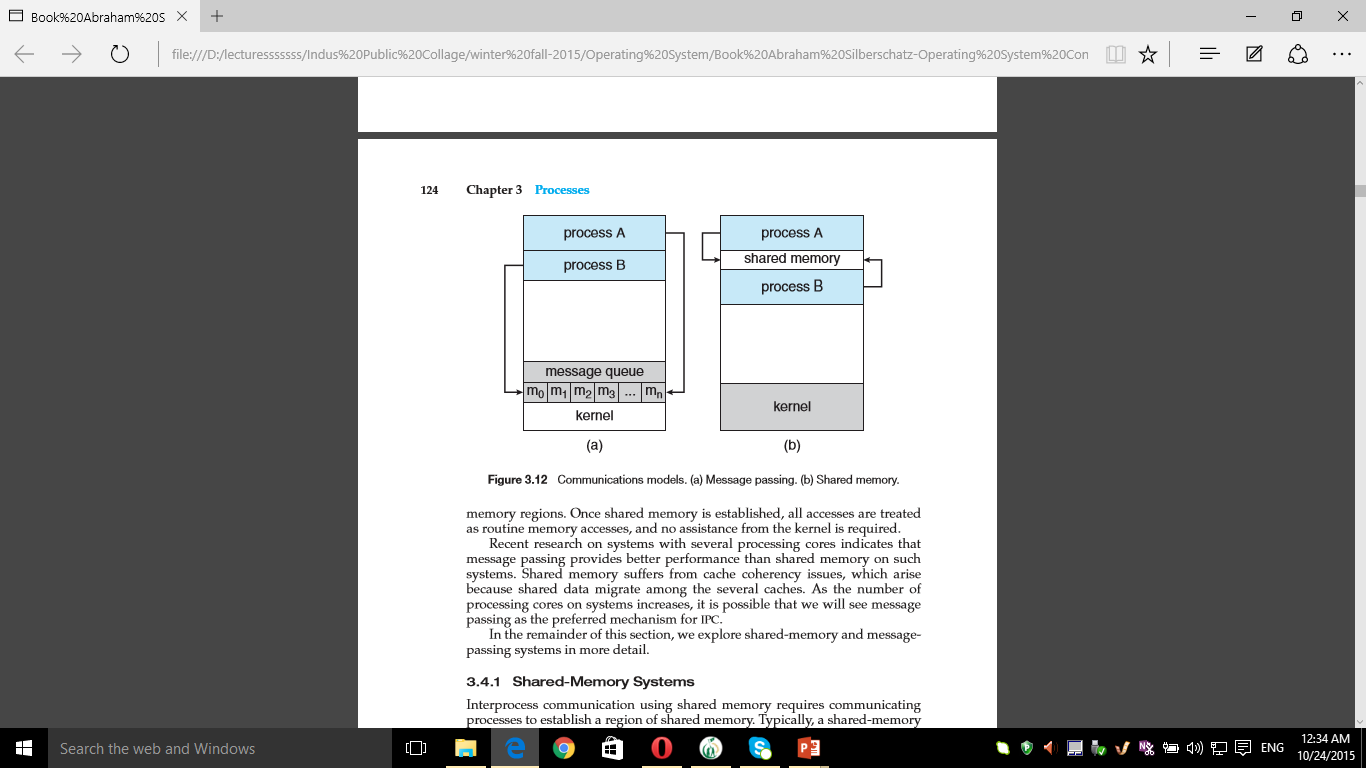 Book%20Abraham%20S
file:///D:/lecturesssssss/Indus%20Public%20Collage/winter%20fall-2015/Operating%20System/Book%20Abraham%20Silberschatz-Operating%20System%20Con
124 Chapter 3 Processes
process A
process B
message queue
m0 m1 m2 m3 ... mn
kernel
(a)
process A
shared memory
process B
kernel
(b)
Figure 3.12 Communications models. (a) Message passing. (b) Shared memory.
memory regions. Once shared memory is established, all accesses are treated
as routine memory accesses, and no assistance from the kernel is required.
Recent research on systems with several processing cores indicates that
message passing provides better performance than shared memory on such
systems. Shared memory suffers from cache coherency issues, which arise
because shared data migrate among the several caches. As the number of
processing cores on systems increases, it is possible that we will see message
passing as the preferred mechanism for IPC.
In the remainder of this section, we explore shared-memory and message-
passing systems in more detail.
3.4.1 Shared-Memory Systems
Interprocess communication using shared memory requires communicating
processes to establish a region of shared memory. Typically, a shared-memory
Search the web and Windows
ENG
12:34 AM
10/24/2015